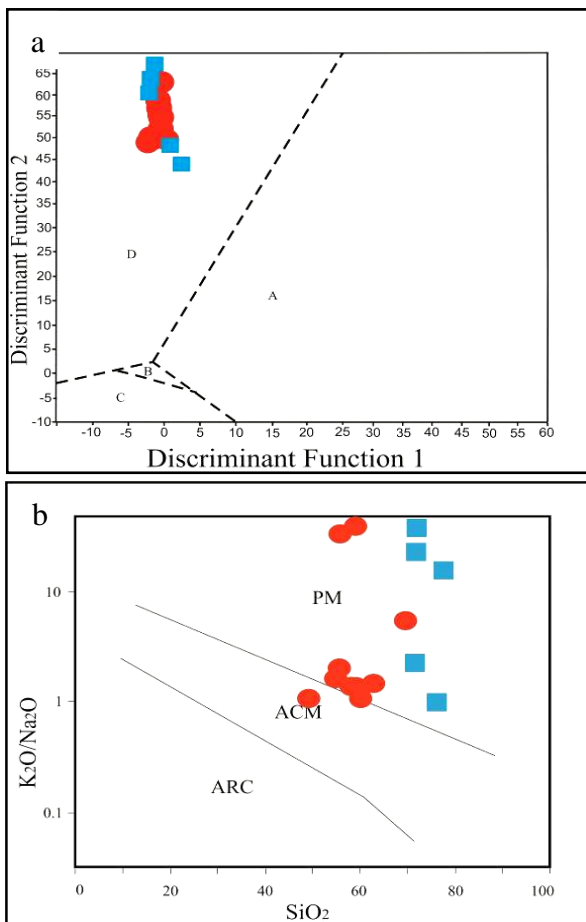 a
Discriminant Function 2
65
60
55
50
45
40
35
30
25
20
15
10
5
0
-5
-10
D
A
B
C
-10 -5 0 5 10 15 20 25 30 25 40 45 50 55 60
Discriminant Function 1
b
K₂O/Na₂O
10
1
0.1
PM
ACM
ARC
0 20 40 60 80 100
SiO₂